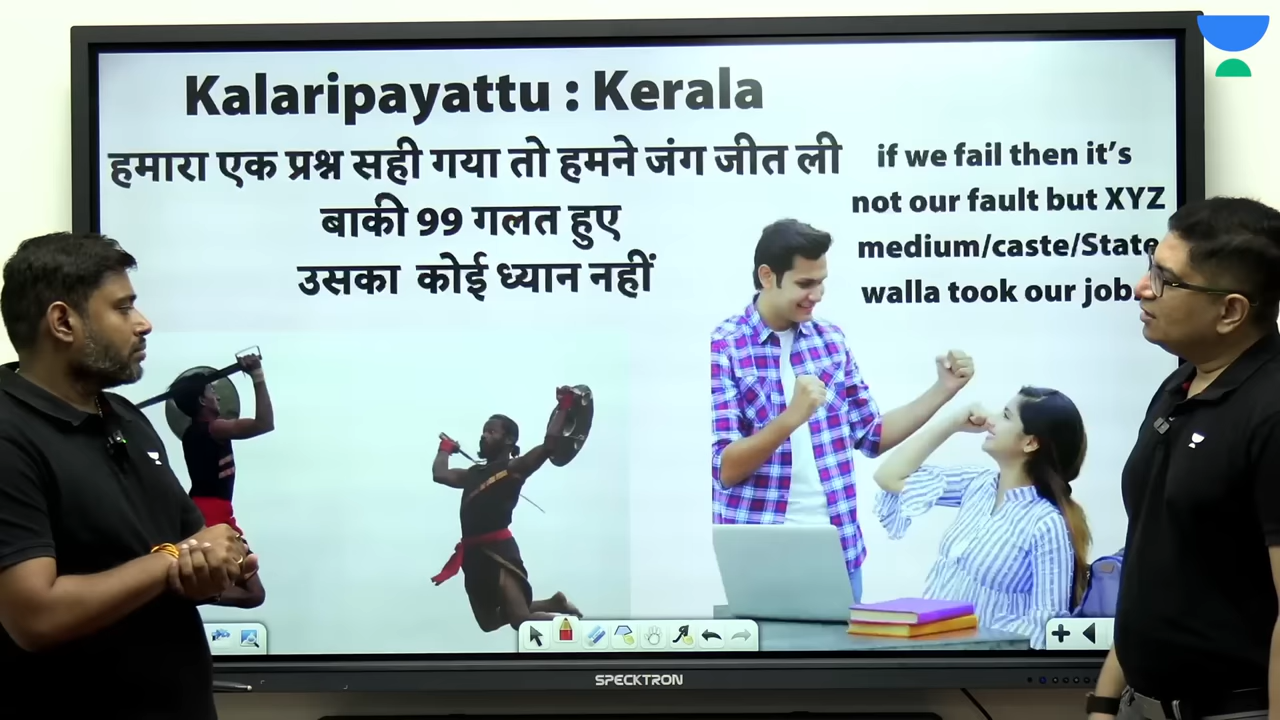 Kalaripayattu : Kerala
हमारा एक प्रश्न सही गया तो हमने जंग जीत ली
बाकी 99 गलत हुए
उसका कोई ध्यान नहीं
if we fail then it's
not our fault but XYZ
medium/caste/State
walla took our job
SPECKTRON